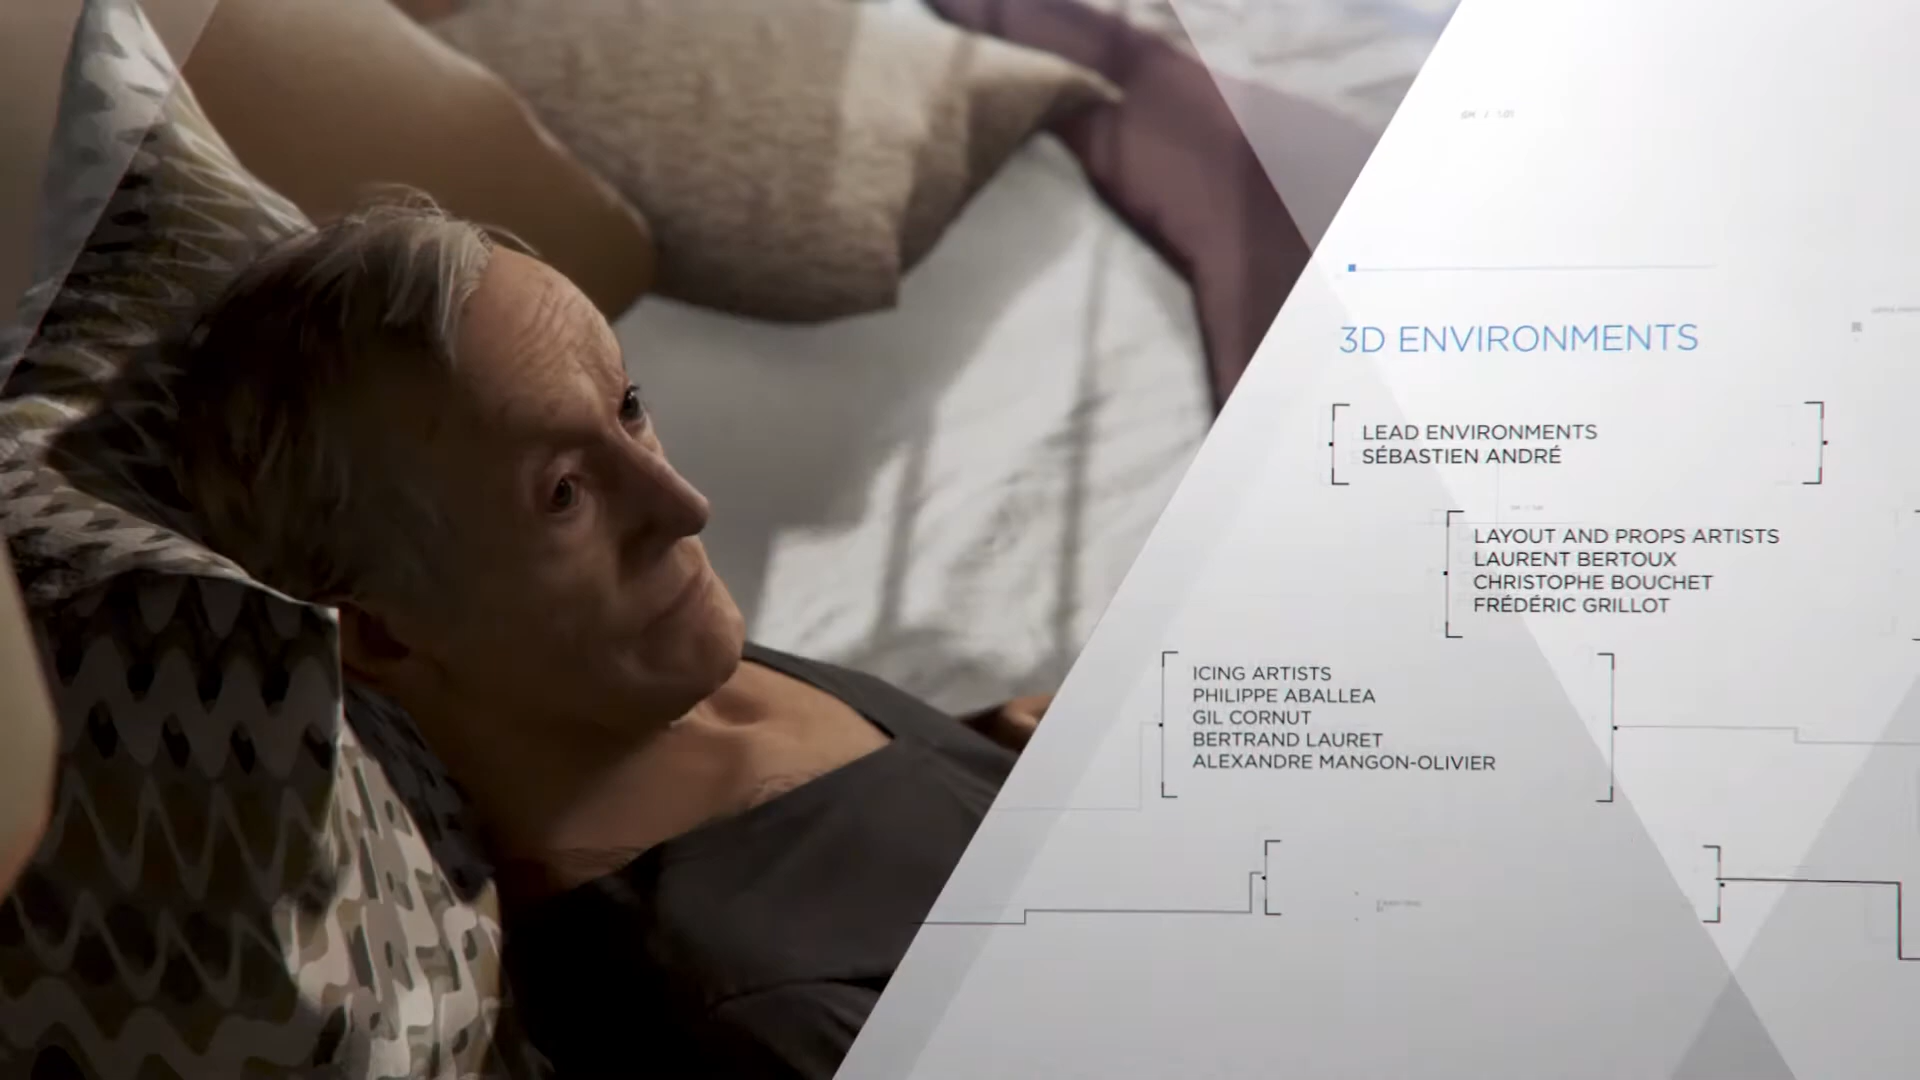 3D ENVIRONMENTS
LEAD ENVIRONMENTS
SÉBASTIEN ANDRÉ
LAYOUT AND PROPS ARTISTS
LAURENT BERTOUX
CHRISTOPHE BOUCHET
FRÉDÉRIC GRILLOT
ICING ARTISTS
PHILIPPE ABALLEA
GIL CORNUT
BERTRAND LAURET
ALEXANDRE MANGON-OLIVIER